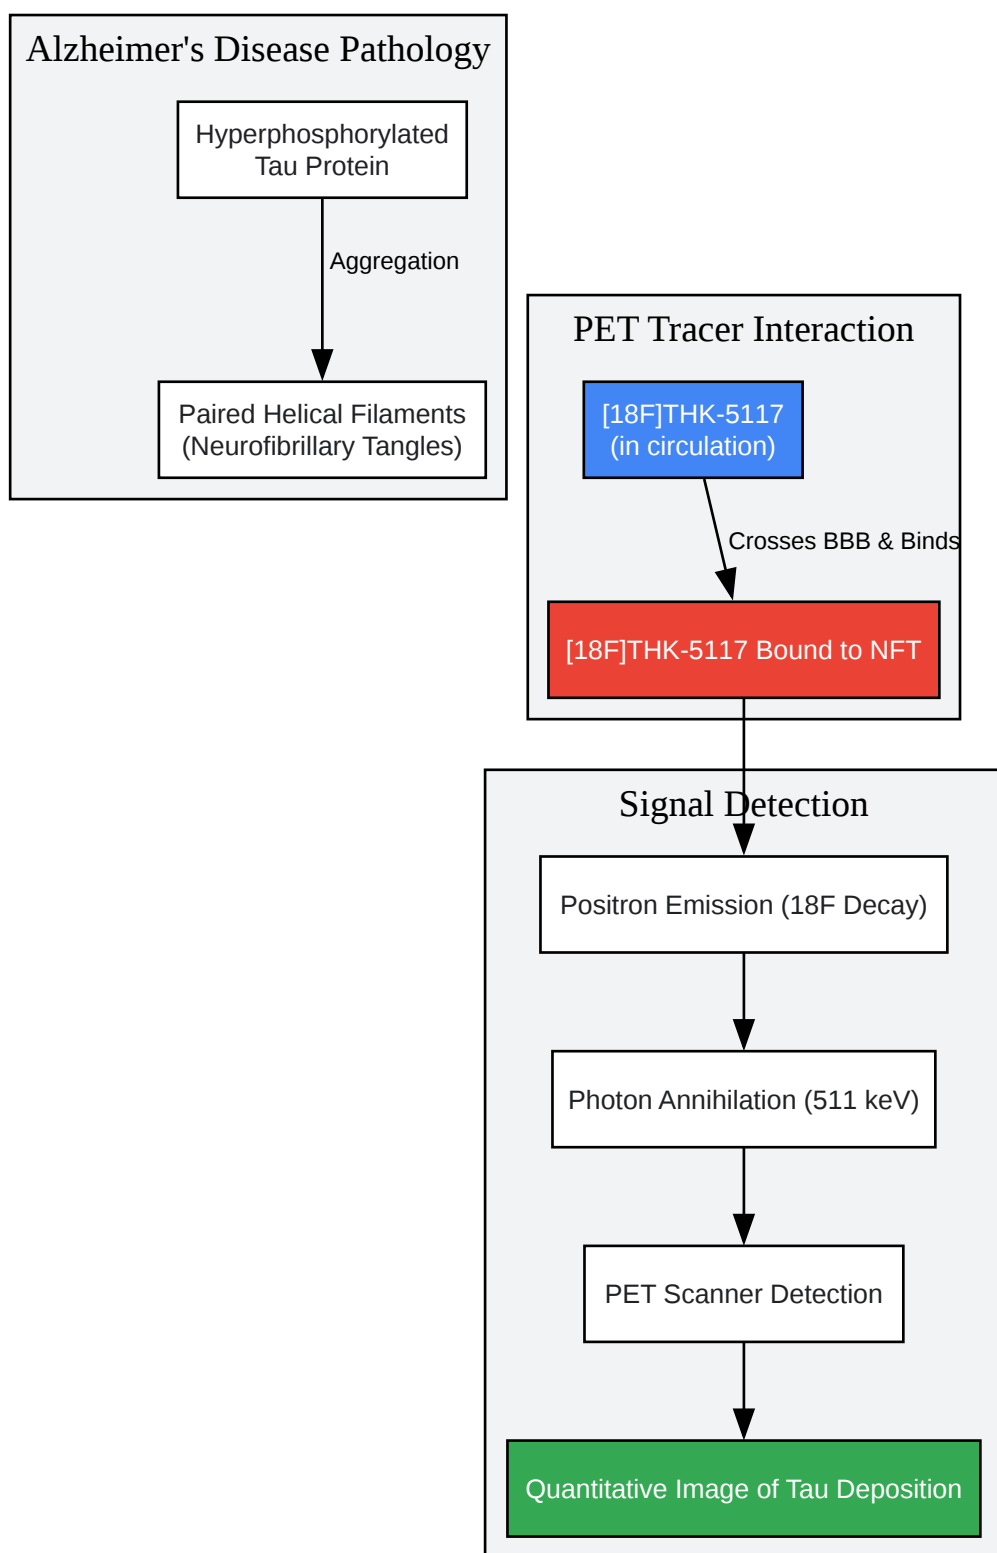 Alzheimer's Disease Pathology
Hyperphosphorylated
Tau Protein
Aggregation
Paired Helical Filaments
(Neurofibrillary Tangles)
PET Tracer Interaction
[18F]THK-5117
(in circulation)
Crosses BBB & Binds
[18F]THK-5117 Bound to NFT
Signal Detection
Positron Emission (18F Decay)
Photon Annihilation (511 keV)
PET Scanner Detection
Quantitative Image of Tau Deposition